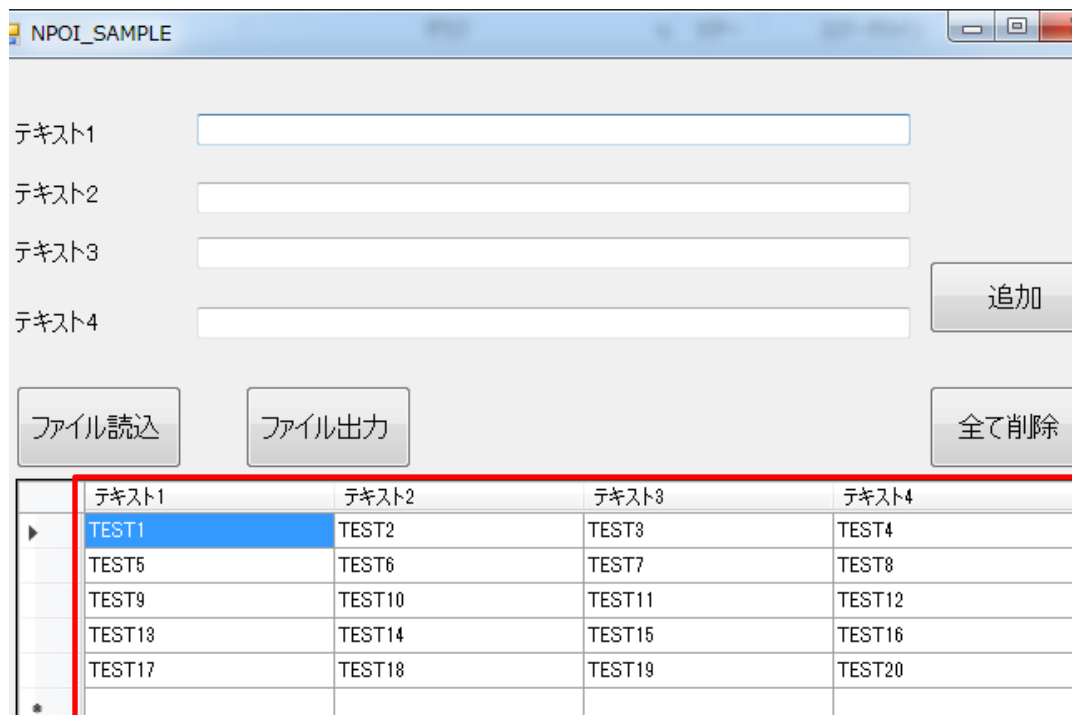 NPOI_SAMPLE
テキスト1
テキスト2
テキスト3
追加
テキスト4
ファイル読込 ファイル出力 全て削除
テキスト1 テキスト2 テキスト3 テキスト4
TEST1 TEST2 TEST3 TEST4
TEST5 TEST6 TEST7 TEST8
TEST9 TEST10 TEST11 TEST12
TEST13 TEST14 TEST15 TEST16
TEST17 TEST18 TEST19 TEST20